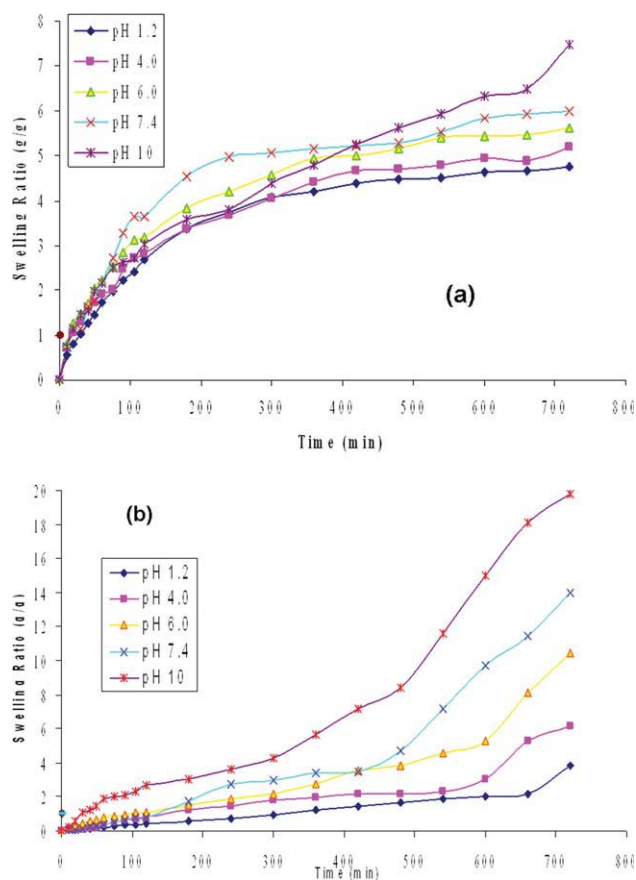 8
7
6
5
4
3
2
1
0
Swelling Ratio (g/g)
pH 1.2
pH 4.0
pH 6.0
pH 7.4
pH 10
(a)
0 100 200 300 400 500 600 700 800
Time (min)
20
18
16
14
12
10
8
6
4
2
0
Swelling Ratio (g/g)
(b)
pH 1.2
pH 4.0
pH 6.0
pH 7.4
pH 10
0 100 200 300 400 500 600 700 800
Time (min)